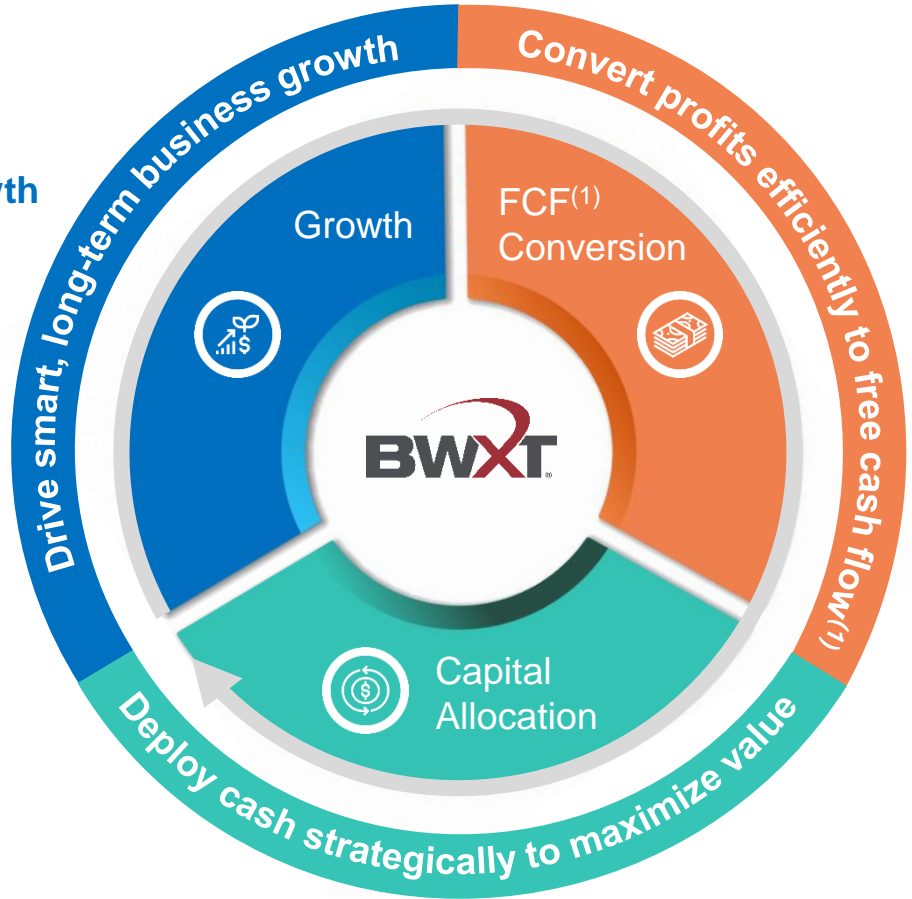 Drive smart, long-term business growth
Convert profits efficiently to free cash flow(1)
Growth
FCF(1)
Conversion
BWXT®
Capital
Allocation
Deploy cash strategically to maximize value